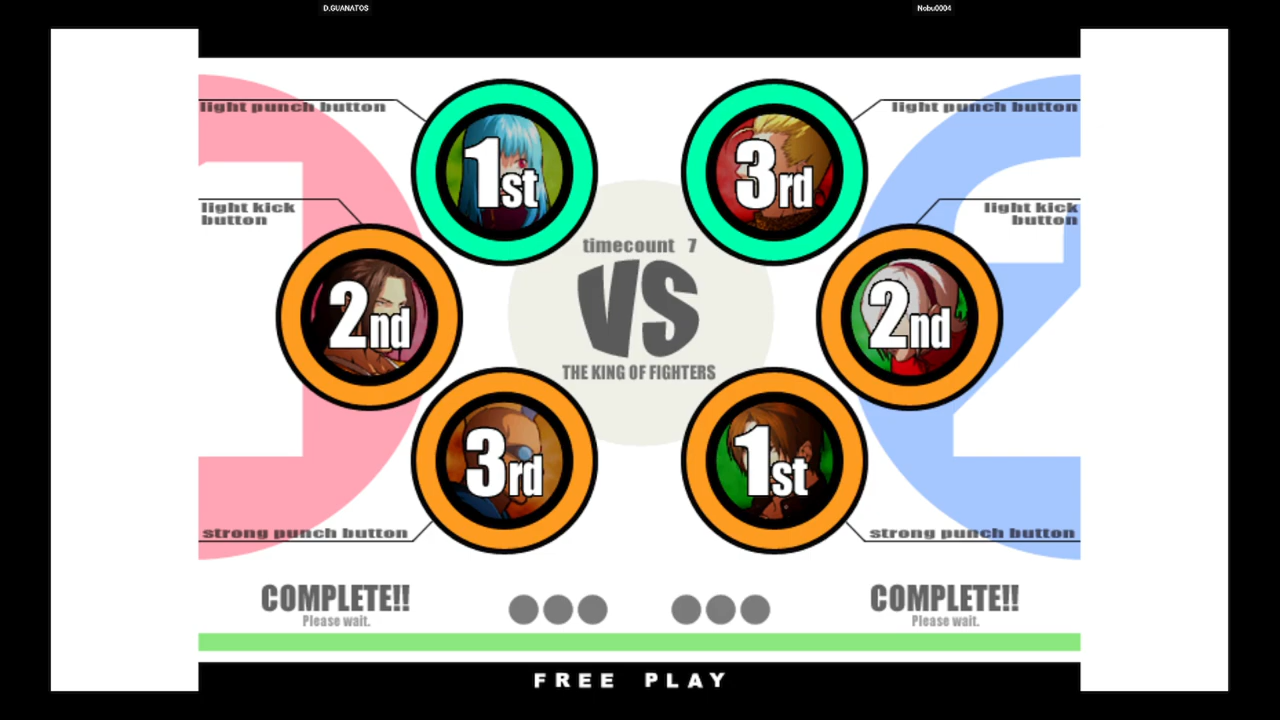 D.GUANATOS
Nobu0004
light punch button
light punch button
1st
3rd
light kick
button
light kick
button
timecount 7
VS
2nd
2nd
THE KING OF FIGHTERS
3rd
1st
strong punch button
strong punch button
COMPLETE!!
Please wait.
COMPLETE!!
Please wait.
FREE PLAY
1
2